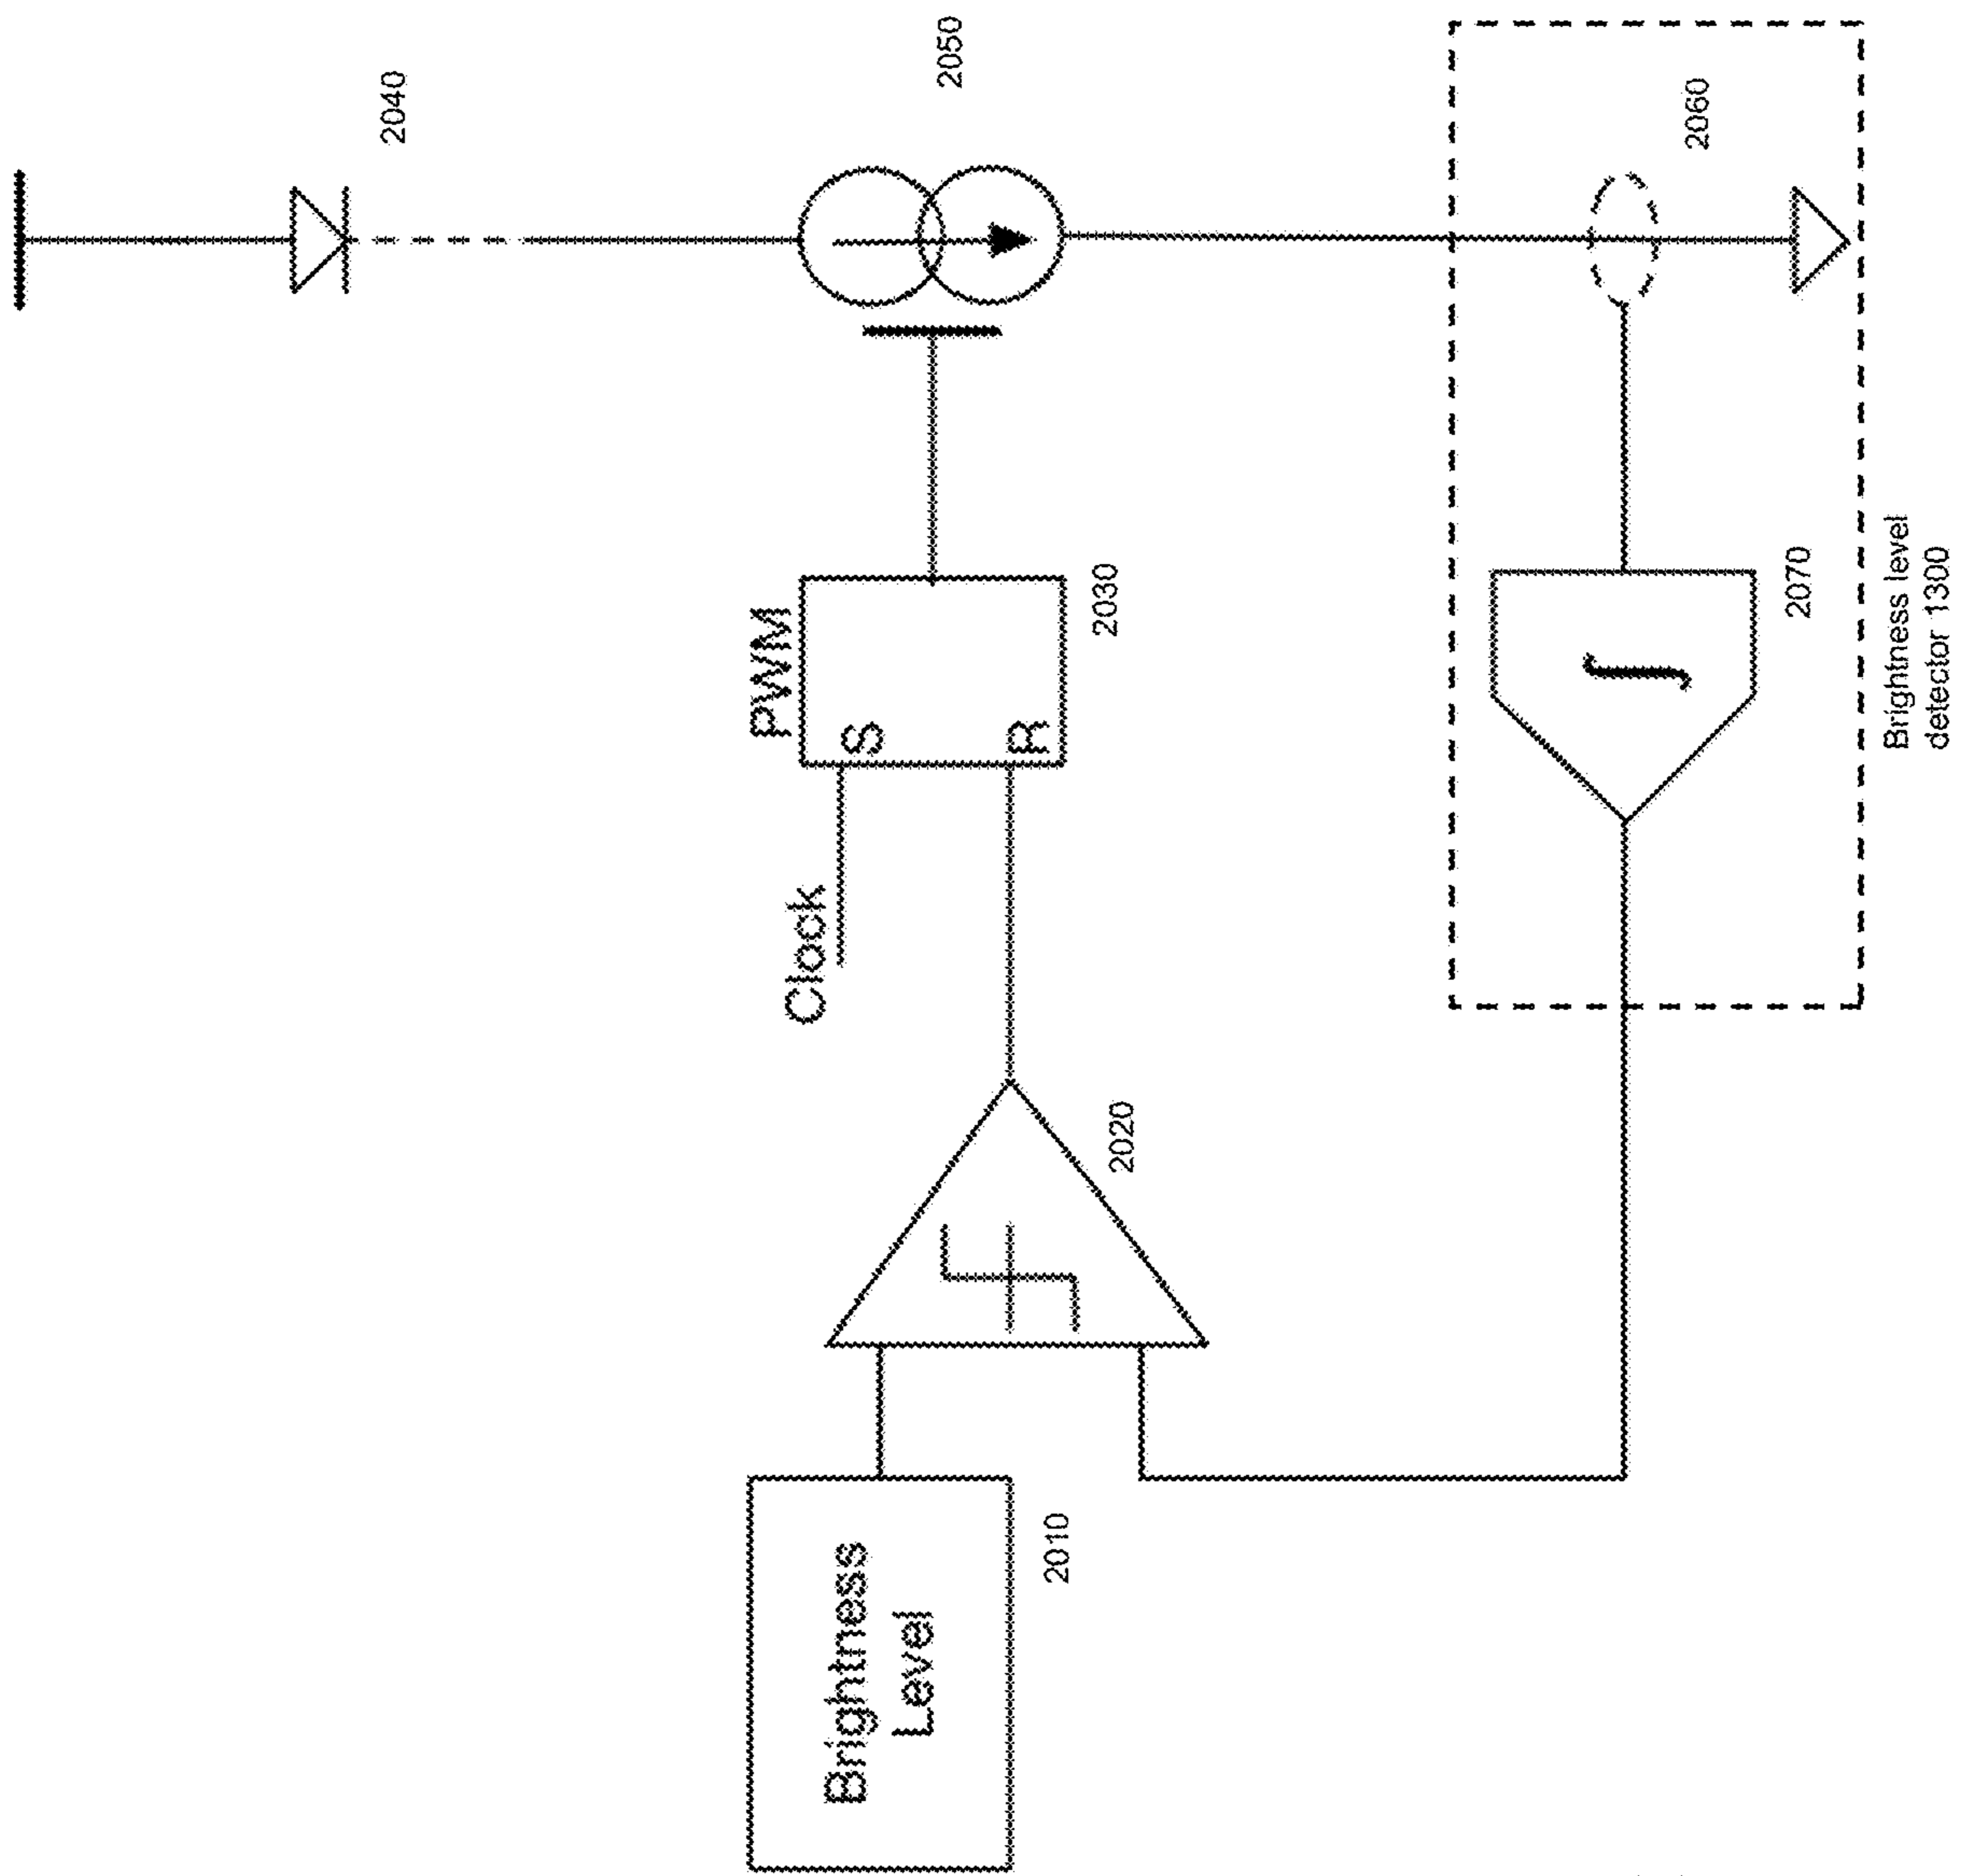 2040
2050
2060
PWM
S
R
2030
Clock
2070
Brightness level
detector 1300
2020
Brightness
Level
2010